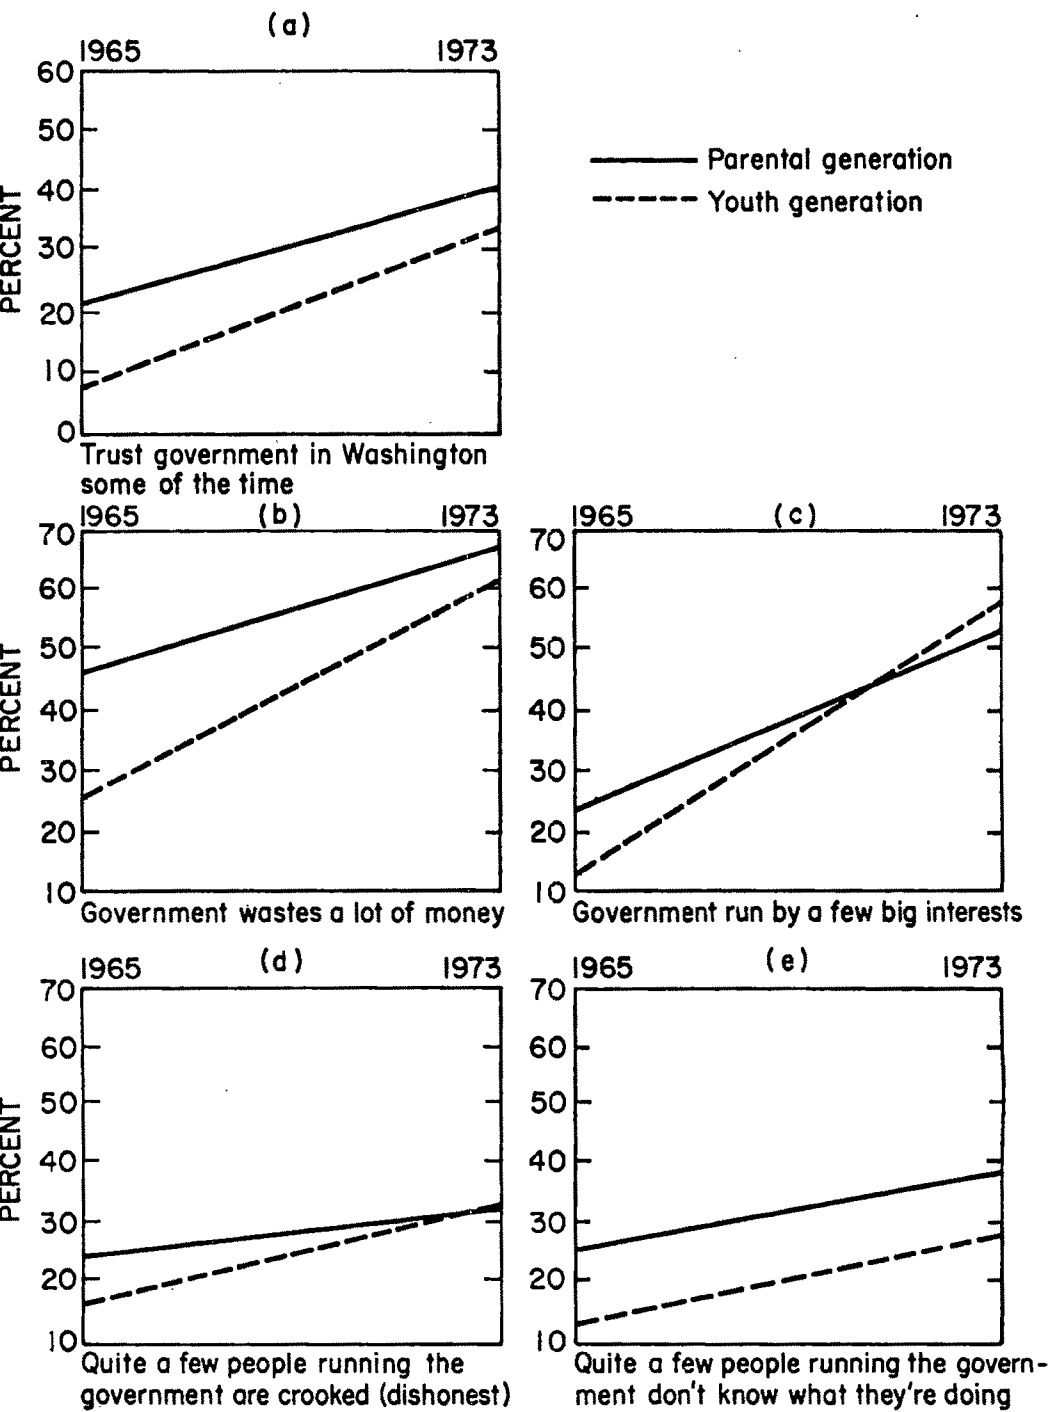 (a)
1965 1973
60
50
40
30
20
10
0
PERCENT
Parental generation
Youth generation
Trust government in Washington
some of the time
1965 (b) 1973
70
60
50
40
30
20
10
PERCENT
Government wastes a lot of money
1965 (c) 1973
70
60
50
40
30
20
10
Government run by a few big interests
1965 (d) 1973
70
60
50
40
30
20
10
PERCENT
Quite a few people running the
government are crooked (dishonest)
1965 (e) 1973
70
60
50
40
30
20
10
Quite a few people running the govern-
ment don't know what they're doing